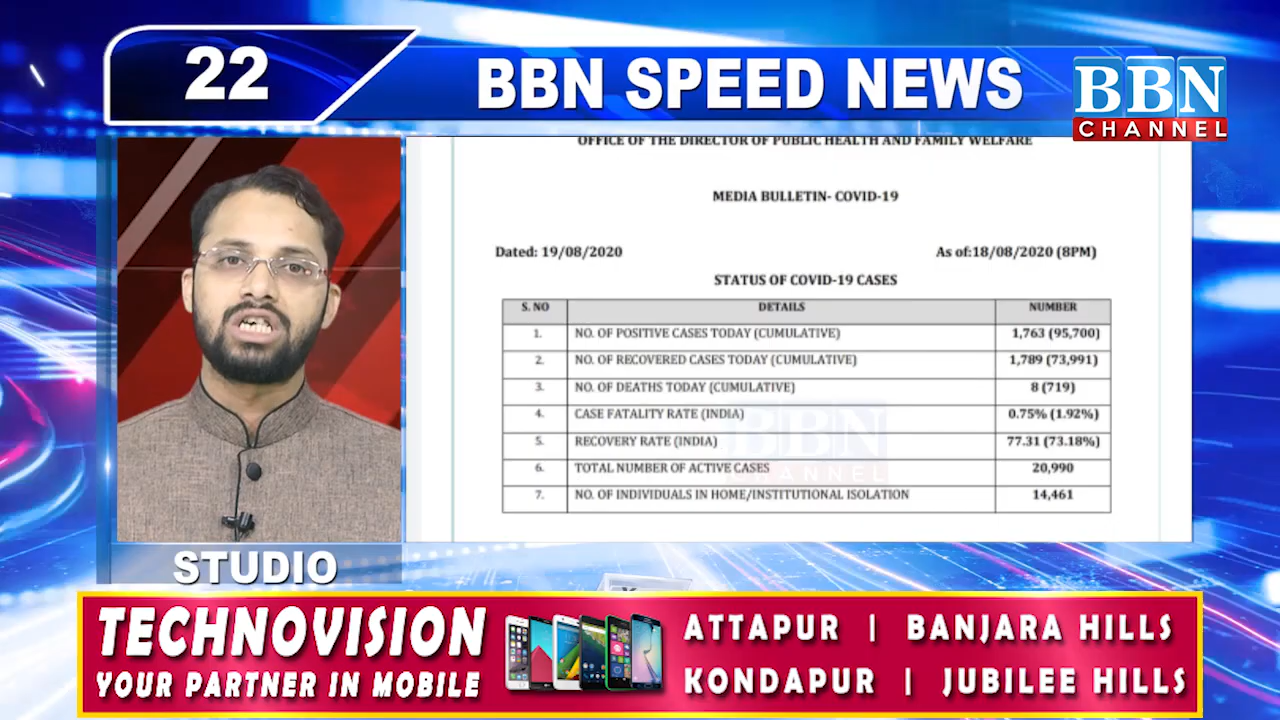 22
BBN SPEED NEWS
BBN
CHANNEL
OFFICE OF THE DIRECTOR OF PUBLIC HEALTH AND FAMILY WELFARE
MEDIA BULLETIN- COVID-19
Dated: 19/08/2020 As of:18/08/2020 (8PM)
STATUS OF COVID-19 CASES
S. NO DETAILS NUMBER
1. NO. OF POSITIVE CASES TODAY (CUMULATIVE) 1,763 (95,700)
2. NO. OF RECOVERED CASES TODAY (CUMULATIVE) 1,789 (73,991)
3. NO. OF DEATHS TODAY (CUMULATIVE) 8 (719)
4. CASE FATALITY RATE (INDIA) 0.75% (1.92%)
5. RECOVERY RATE (INDIA) 77.31 (73.18%)
6. TOTAL NUMBER OF ACTIVE CASES 20,990
7. NO. OF INDIVIDUALS IN HOME/INSTITUTIONAL ISOLATION 14,461
BBN
CHANNEL
STUDIO
TECHNOVISION
YOUR PARTNER IN MOBILE
ATTAPUR | BANJARA HILLS
KONDAPUR | JUBILEE HILLS